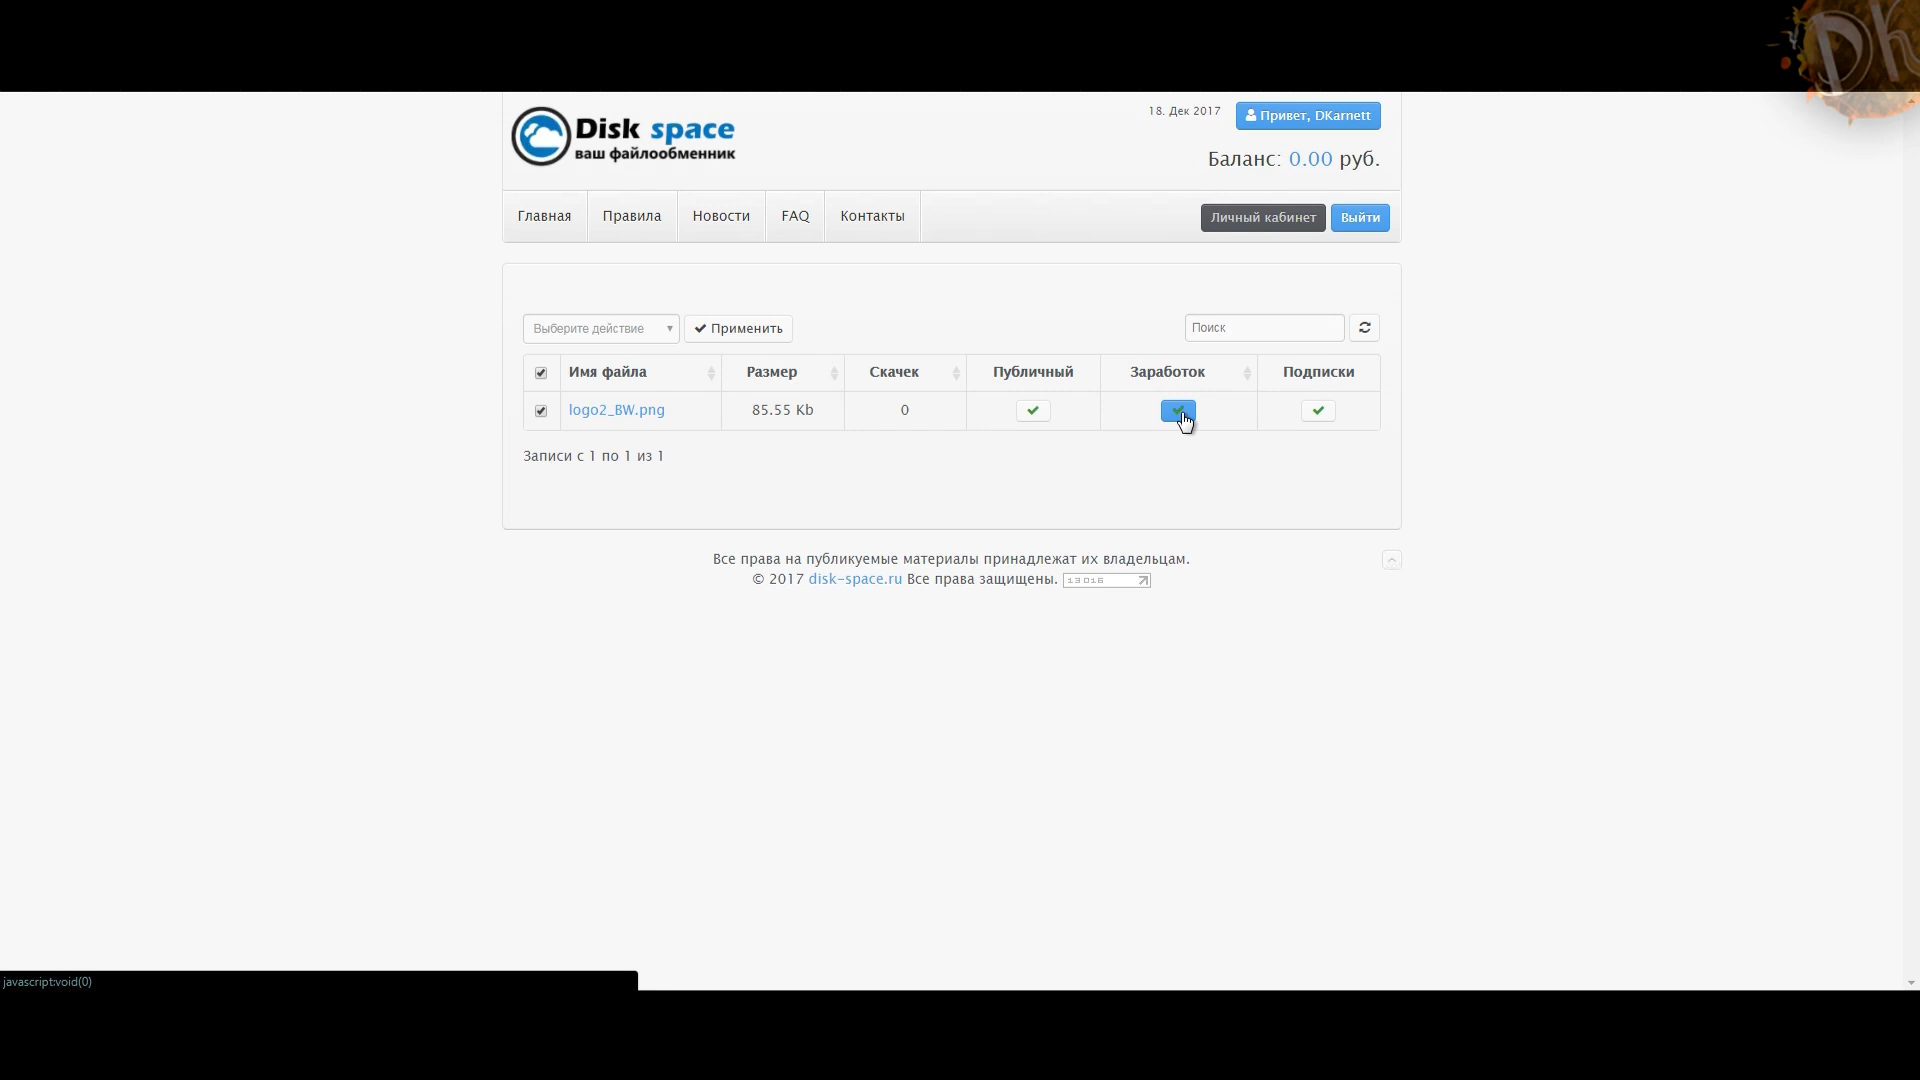 Dk
Disk space
ваш файлообменник
18. Дек 2017
Привет, DKarnett
Баланс: 0.00 руб.
Главная
Правила
Новости
FAQ
Контакты
Личный кабинет
Выйти
Выберите действие
Применить
Поиск
Имя файла
Размер
Скачек
Публичный
Заработок
Подписки
logo2_BW.png
85.55 Kb
0
Записи с 1 по 1 из 1
Все права на публикуемые материалы принадлежат их владельцам.
© 2017 disk-space.ru Все права защищены.
javascript:void(0)